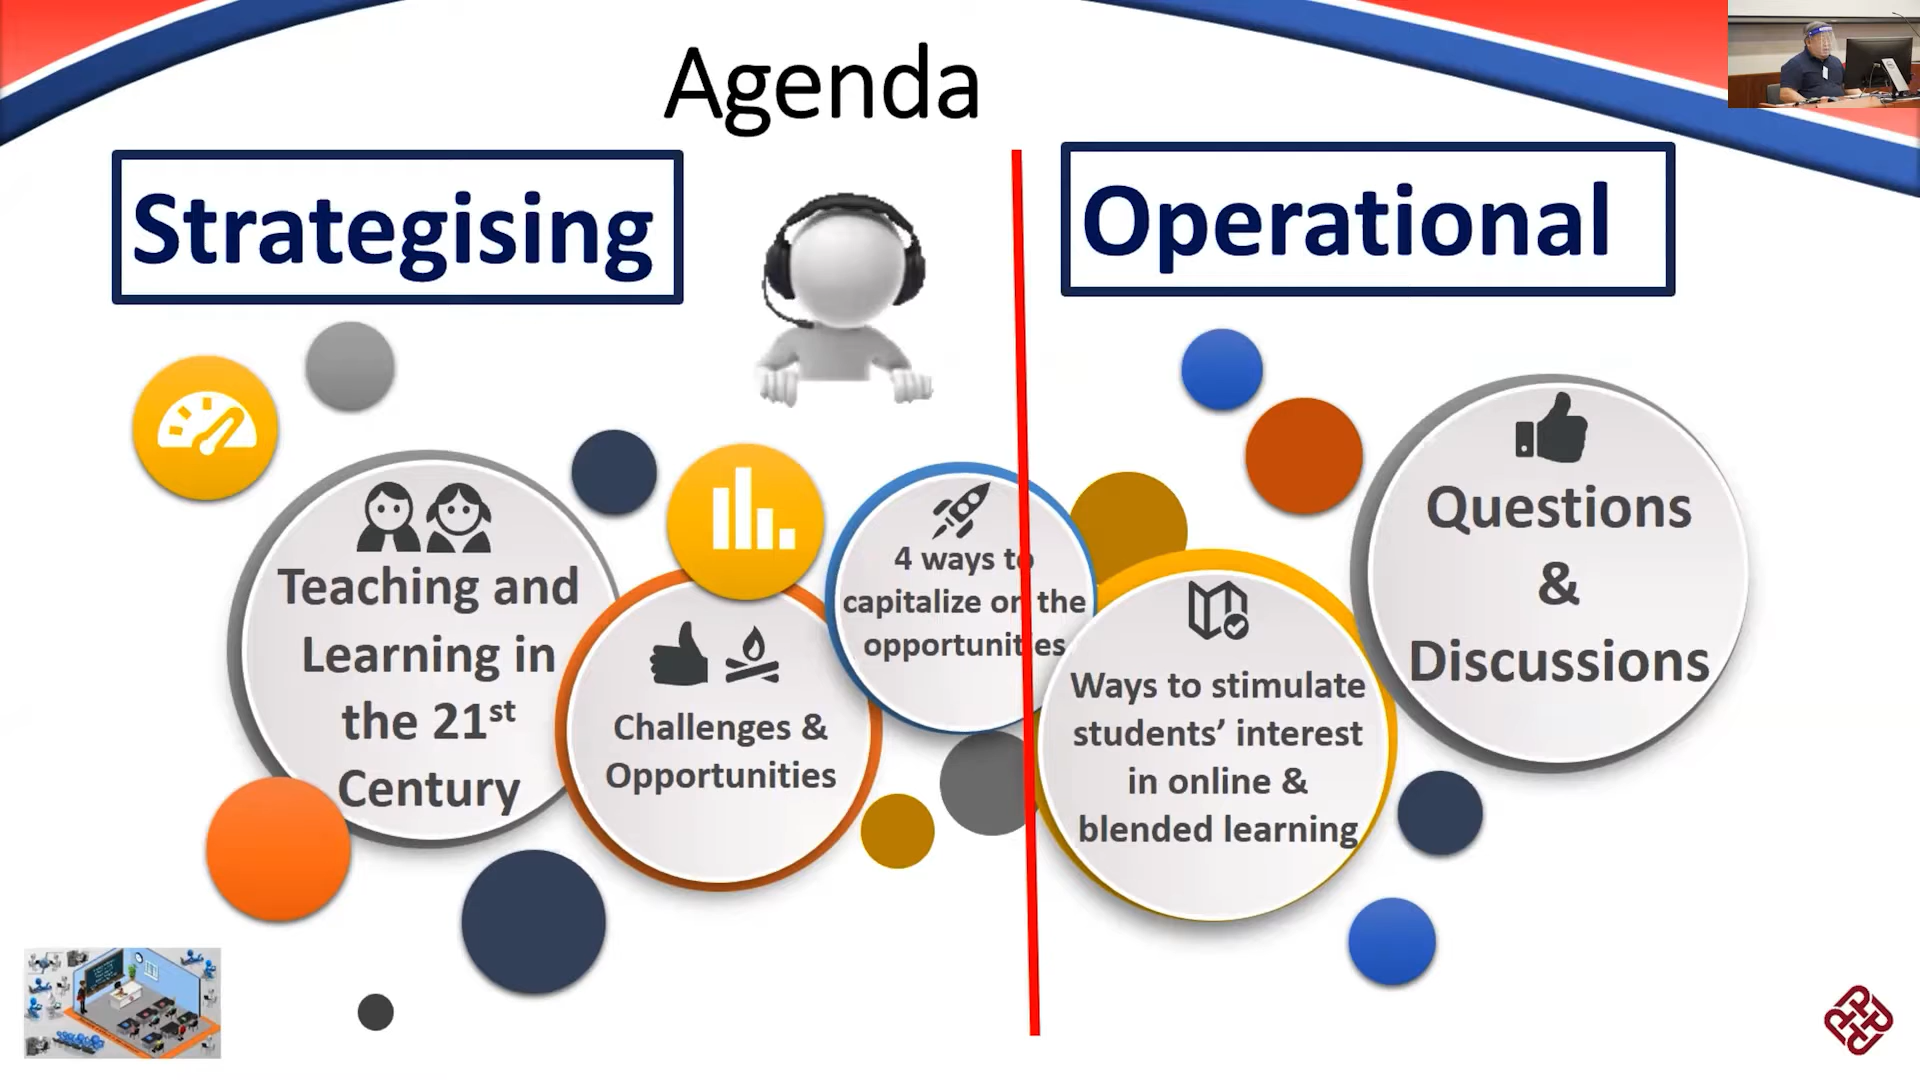 Agenda
Strategising
Operational
Teaching and
Learning in
the 21st
Century
Challenges &
Opportunities
4 ways to
capitalize on the
opportunities
Ways to stimulate
students’ interest
in online &
blended learning
Questions
&
Discussions